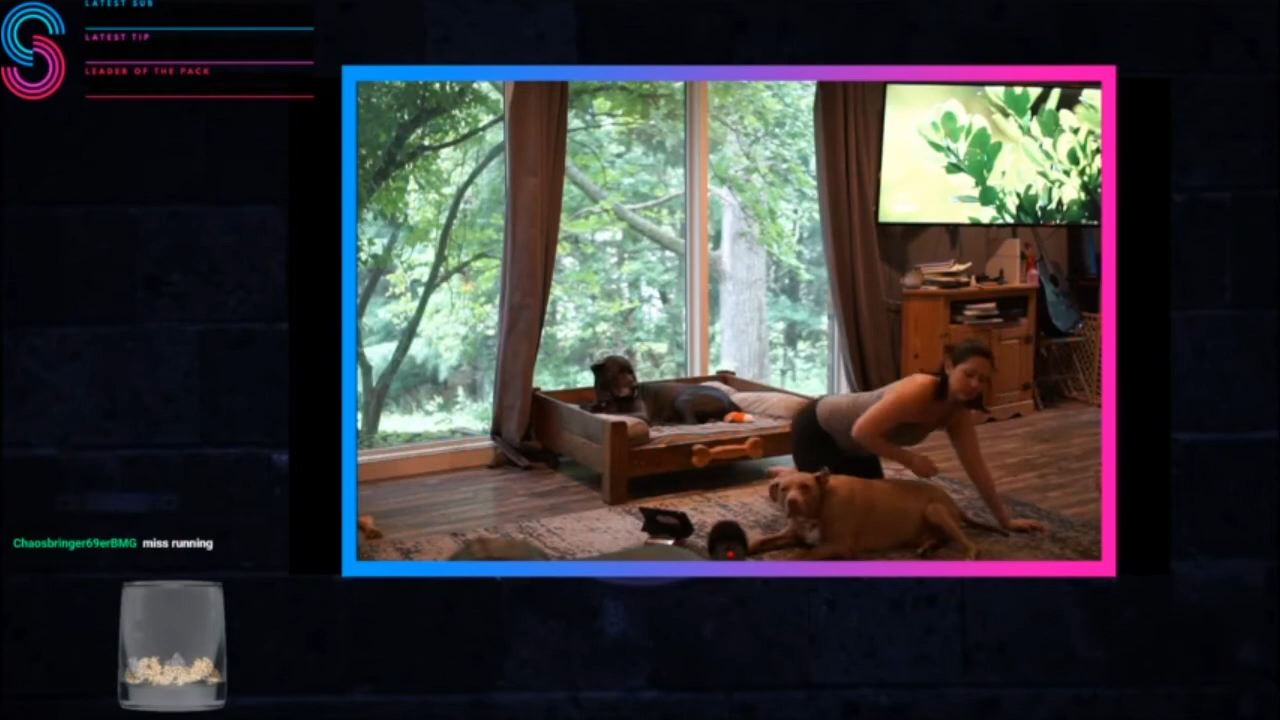 LATEST SUB
LATEST TIP
LEADER OF THE PACK
Chaosbringer69erBMG miss running